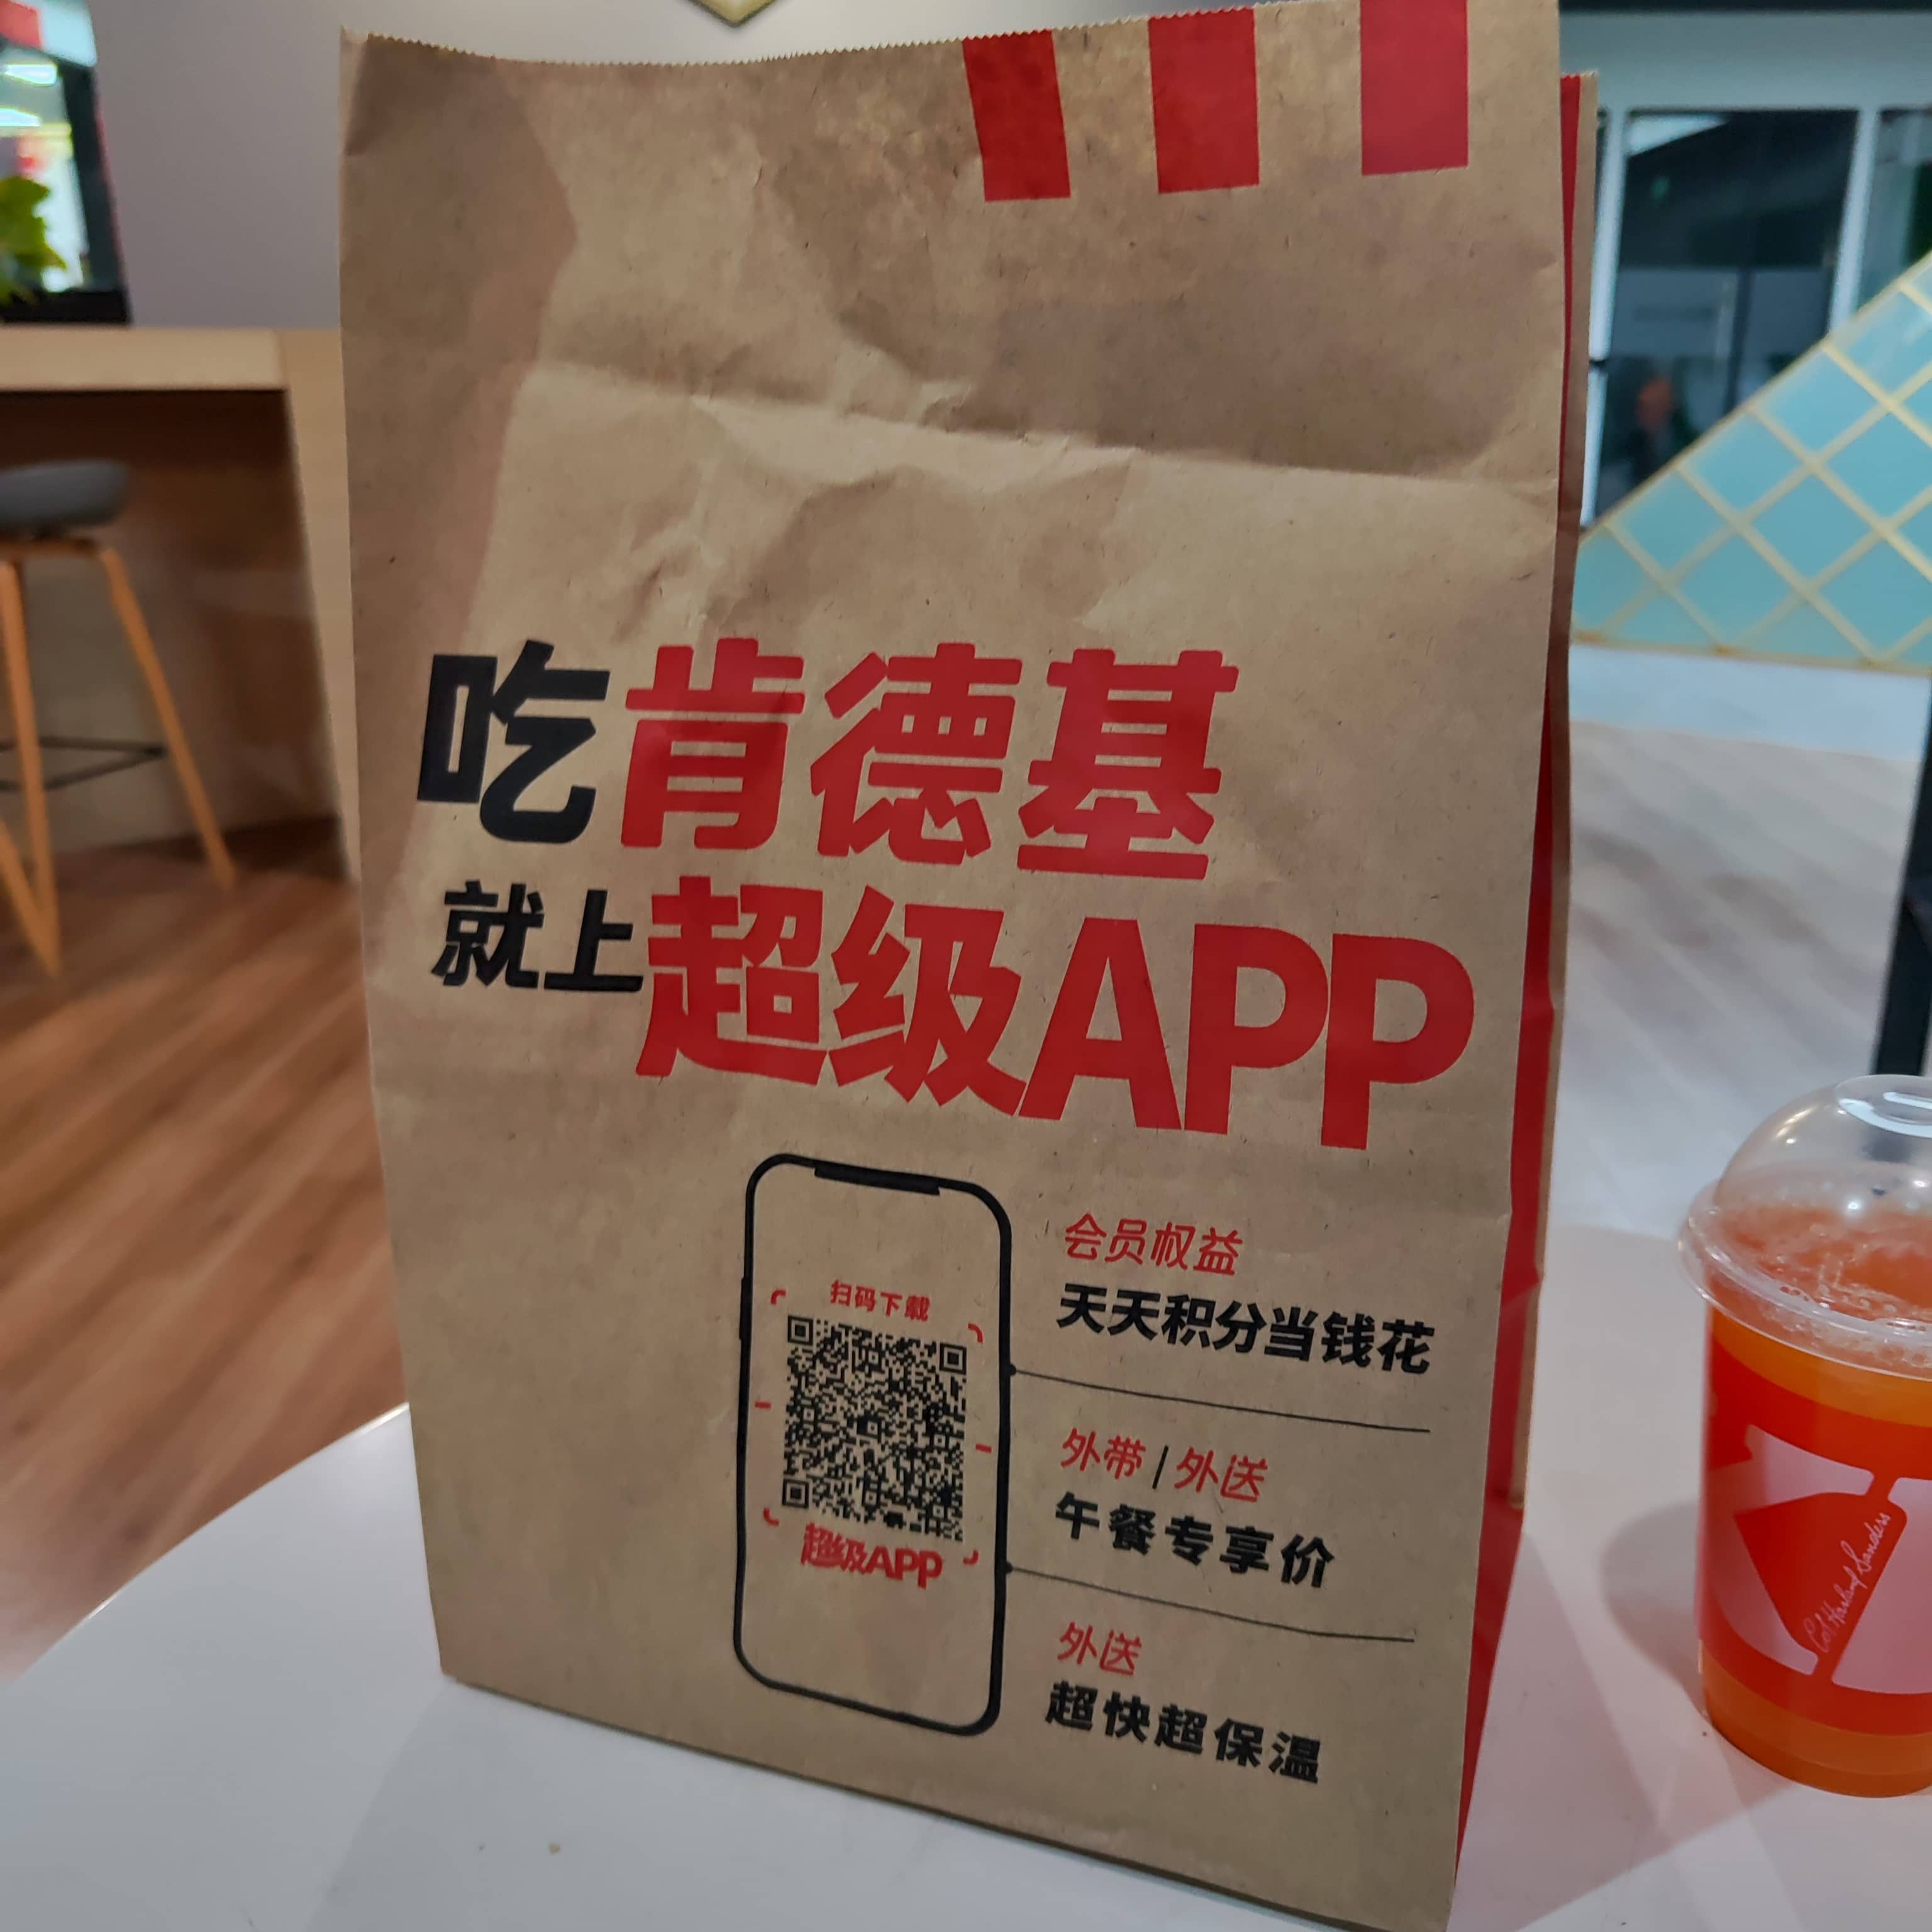 吃肯德基
就上超级APP
扫码下载
超级APP
会员权益
天天积分当钱花
外带 | 外送
午餐专享价
外送
超快超保温
Col Harland Sanders